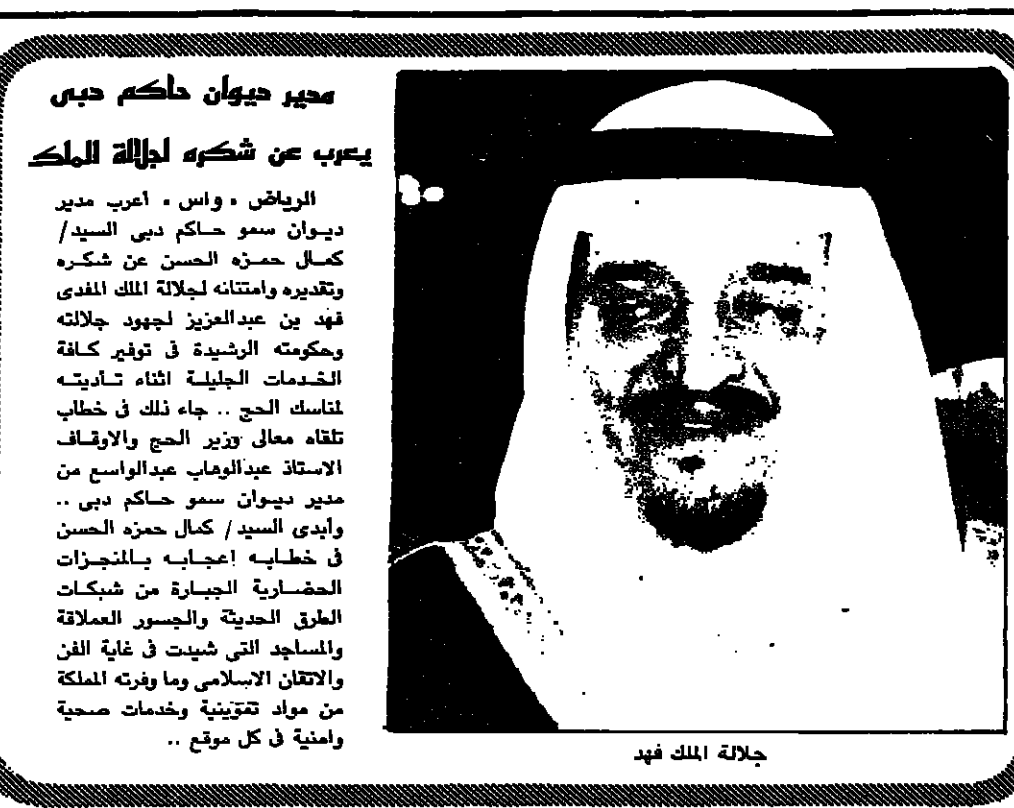 مدير ديوان حاكم دبى
يعرب عن شكره لجلالة الملك
الرياض • واس • أعرب مدير
ديوان سمو حاكم دبى السيد/
كمال حمزه الحسن عن شكره
وتقديره وامتنانه لجلالة الملك المفدى
فهد بن عبدالعزيز لجهود جلالته
وحكومته الرشيدة فى توفير كافة
الخدمات الجليلة اثناء تأديته
لمناسك الحج .. جاء ذلك فى خطاب
تلقاه معالى وزير الحج والاوقاف
الاستاذ عبدالوهاب عبدالواسع من
مدير ديوان سمو حاكم دبى ..
وأبدى السيد/ كمال حمزه الحسن
فى خطابه إعجابه بالمنجزات
الحضارية الجبارة من شبكات
الطرق الحديثة والجسور العملاقة
والمساجد التي شيدت فى غاية الفن
والاتقان الاسلامى وما وفرته المملكة
من مواد تموينية وخدمات صحية
وامنية فى كل موقع ..
جلالة الملك فهد